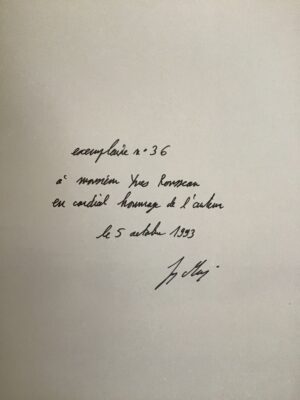 exemplaire n° 36
à monsieur Yves Rousseau
en cordial hommage de l'auteur
le 5 octobre 1993